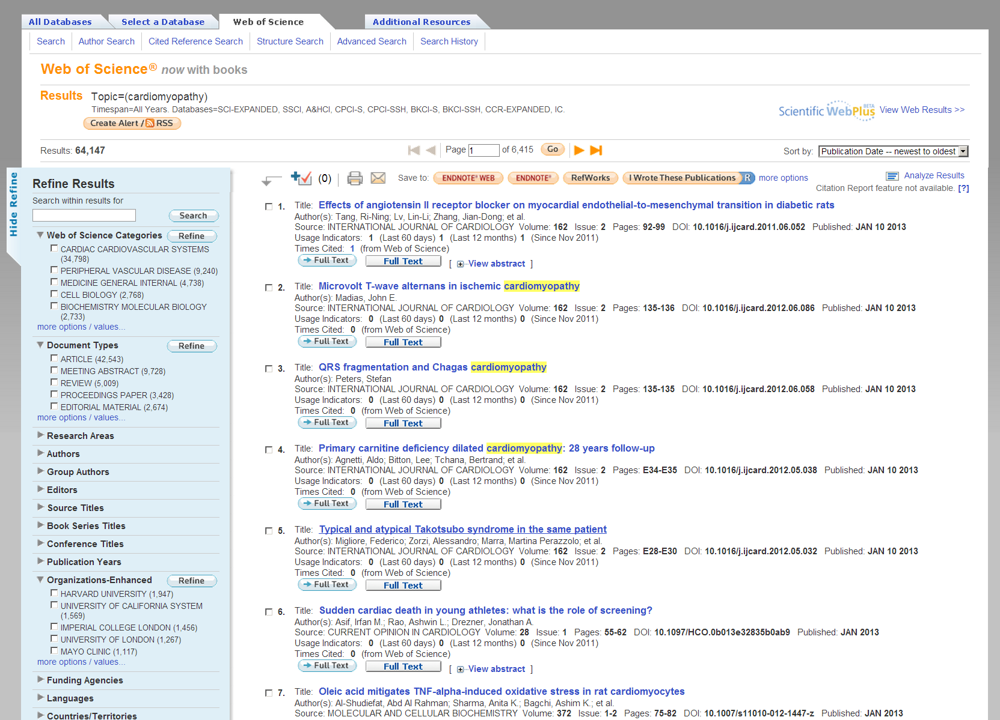 All Databases
Select a Database
Web of Science
Additional Resources
Search
Author Search
Cited Reference Search
Structure Search
Advanced Search
Search History
Web of Science® now with books
Results Topic=(cardiomyopathy)
Timespan=All Years. Databases=SCI-EXPANDED, SSCI, A&HCI, CPCI-S, CPCI-SSH, BKCI-S, BKCI-SSH, CCR-EXPANDED, IC.
Create Alert / RSS
Scientific WebPlus BETA View Web Results >>
Results: 64,147
Page 1 of 6,415 Go
Sort by: Publication Date -- newest to oldest
Hide Refine
Refine Results
Search within results for
Search
Web of Science Categories Refine
CARDIAC CARDIOVASCULAR SYSTEMS
(34,798)
PERIPHERAL VASCULAR DISEASE (9,240)
MEDICINE GENERAL INTERNAL (4,738)
CELL BIOLOGY (2,768)
BIOCHEMISTRY MOLECULAR BIOLOGY
(2,733)
more options / values...
Document Types Refine
ARTICLE (42,543)
MEETING ABSTRACT (9,728)
REVIEW (5,009)
PROCEEDINGS PAPER (3,428)
EDITORIAL MATERIAL (2,674)
more options / values...
Research Areas
Authors
Group Authors
Editors
Source Titles
Book Series Titles
Conference Titles
Publication Years
Organizations-Enhanced Refine
HARVARD UNIVERSITY (1,947)
UNIVERSITY OF CALIFORNIA SYSTEM
(1,569)
IMPERIAL COLLEGE LONDON (1,456)
UNIVERSITY OF LONDON (1,267)
MAYO CLINIC (1,117)
more options / values...
Funding Agencies
Languages
Countries/Territories
(0) Save to: ENDNOTE® WEB ENDNOTE® RefWorks I Wrote These Publications R more options
Analyze Results
Citation Report feature not available. [?]
1. Title: Effects of angiotensin II receptor blocker on myocardial endothelial-to-mesenchymal transition in diabetic rats
Author(s): Tang, Ri-Ning; Lv, Lin-Li; Zhang, Jian-Dong; et al.
Source: INTERNATIONAL JOURNAL OF CARDIOLOGY Volume: 162 Issue: 2 Pages: 92-99 DOI: 10.1016/j.ijcard.2011.06.052 Published: JAN 10 2013
Usage Indicators: 1 (Last 60 days) 1 (Last 12 months) 1 (Since Nov 2011)
Times Cited: 1 (from Web of Science)
Full Text Full Text [ View abstract ]
2. Title: Microvolt T-wave alternans in ischemic cardiomyopathy
Author(s): Madias, John E.
Source: INTERNATIONAL JOURNAL OF CARDIOLOGY Volume: 162 Issue: 2 Pages: 135-136 DOI: 10.1016/j.ijcard.2012.06.086 Published: JAN 10 2013
Usage Indicators: 0 (Last 60 days) 0 (Last 12 months) 0 (Since Nov 2011)
Times Cited: 0 (from Web of Science)
Full Text Full Text
3. Title: QRS fragmentation and Chagas cardiomyopathy
Author(s): Peters, Stefan
Source: INTERNATIONAL JOURNAL OF CARDIOLOGY Volume: 162 Issue: 2 Pages: 135-135 DOI: 10.1016/j.ijcard.2012.06.058 Published: JAN 10 2013
Usage Indicators: 0 (Last 60 days) 0 (Last 12 months) 0 (Since Nov 2011)
Times Cited: 0 (from Web of Science)
Full Text Full Text
4. Title: Primary carnitine deficiency dilated cardiomyopathy: 28 years follow-up
Author(s): Agnetti, Aldo; Bitton, Lee; Tchana, Bertrand; et al.
Source: INTERNATIONAL JOURNAL OF CARDIOLOGY Volume: 162 Issue: 2 Pages: E34-E35 DOI: 10.1016/j.ijcard.2012.05.038 Published: JAN 10 2013
Usage Indicators: 0 (Last 60 days) 0 (Last 12 months) 0 (Since Nov 2011)
Times Cited: 0 (from Web of Science)
Full Text Full Text
5. Title: Typical and atypical Takotsubo syndrome in the same patient
Author(s): Migliore, Federico; Zorzi, Alessandro; Marra, Martina Perazzolo; et al.
Source: INTERNATIONAL JOURNAL OF CARDIOLOGY Volume: 162 Issue: 2 Pages: E28-E30 DOI: 10.1016/j.ijcard.2012.05.032 Published: JAN 10 2013
Usage Indicators: 0 (Last 60 days) 0 (Last 12 months) 0 (Since Nov 2011)
Times Cited: 0 (from Web of Science)
Full Text Full Text
6. Title: Sudden cardiac death in young athletes: what is the role of screening?
Author(s): Asif, Irfan M.; Rao, Ashwin L.; Drezner, Jonathan A.
Source: CURRENT OPINION IN CARDIOLOGY Volume: 28 Issue: 1 Pages: 55-62 DOI: 10.1097/HCO.0b013e32835b0ab9 Published: JAN 2013
Usage Indicators: 0 (Last 60 days) 0 (Last 12 months) 0 (Since Nov 2011)
Times Cited: 0 (from Web of Science)
Full Text Full Text [ View abstract ]
7. Title: Oleic acid mitigates TNF-alpha-induced oxidative stress in rat cardiomyocytes
Author(s): Al-Shudiefat, Abd Al Rahman; Sharma, Anita K.; Bagchi, Ashim K.; et al.
Source: MOLECULAR AND CELLULAR BIOCHEMISTRY Volume: 372 Issue: 1-2 Pages: 75-82 DOI: 10.1007/s11010-012-1447-z Published: JAN 2013